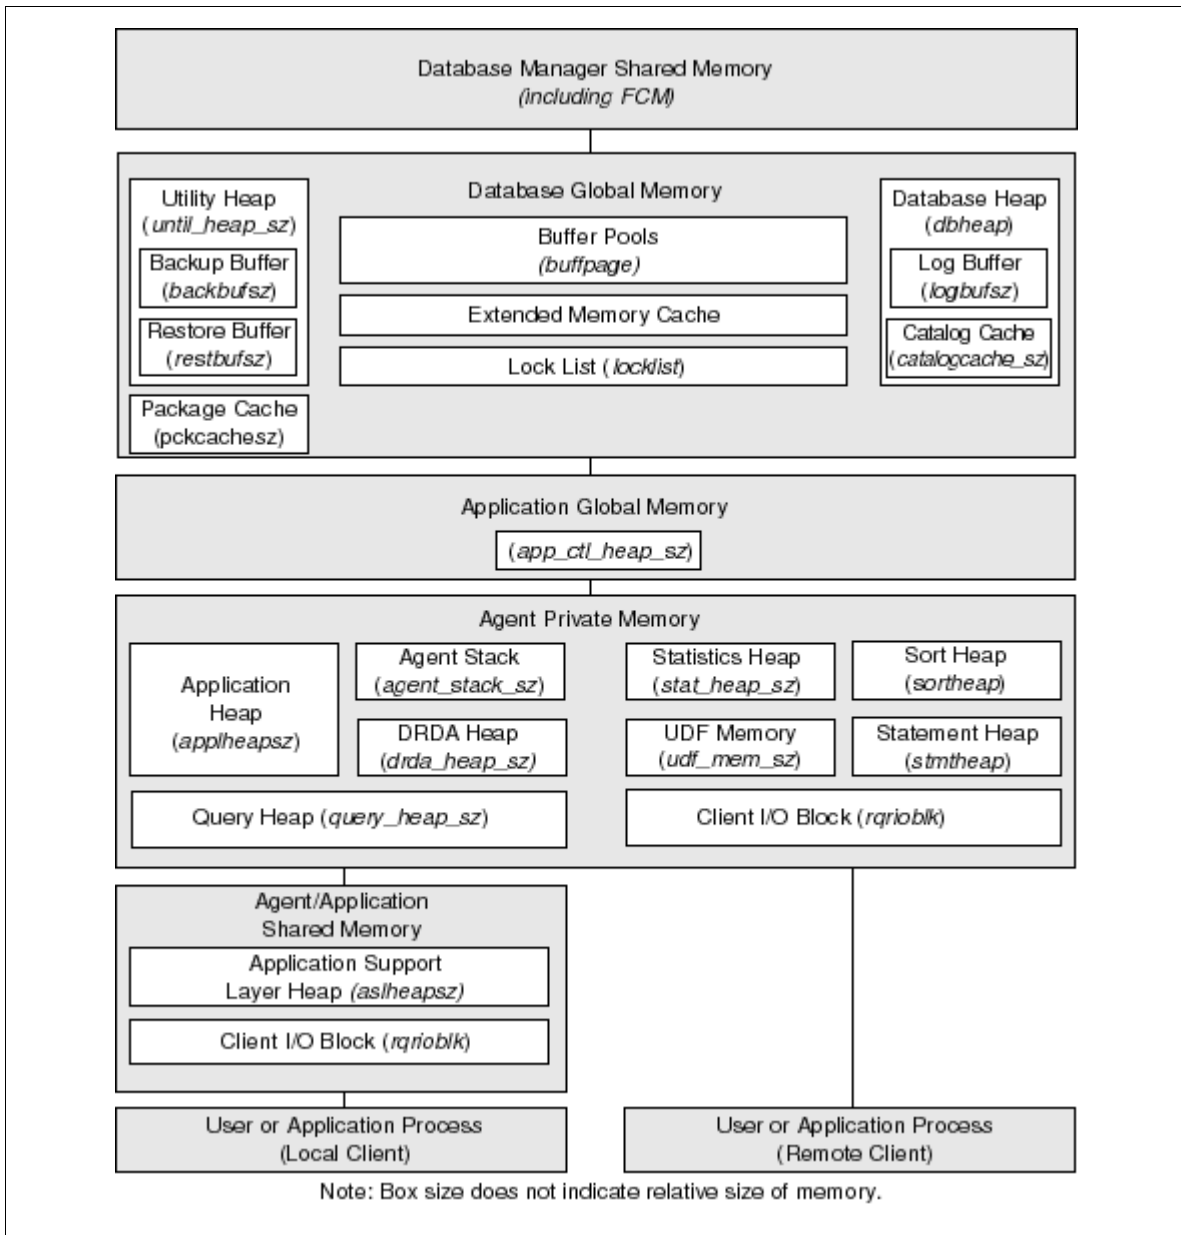 Database Manager Shared Memory
(including FCM)
Database Global Memory
Utility Heap
(until_heap_sz)
Backup Buffer
(backbufsz)
Restore Buffer
(restbufsz)
Package Cache
(pckcachesz)
Buffer Pools
(buffpage)
Extended Memory Cache
Lock List (locklist)
Database Heap
(dbheap)
Log Buffer
(logbufsz)
Catalog Cache
(catalogcache_sz)
Application Global Memory
(app_ctl_heap_sz)
Agent Private Memory
Application
Heap
(applheapsz)
Agent Stack
(agent_stack_sz)
DRDA Heap
(drda_heap_sz)
Statistics Heap
(stat_heap_sz)
UDF Memory
(udf_mem_sz)
Sort Heap
(sortheap)
Statement Heap
(stmtheap)
Query Heap (query_heap_sz)
Client I/O Block (rqrioblk)
Agent/Application
Shared Memory
Application Support
Layer Heap (aslheapsz)
Client I/O Block (rqrioblk)
User or Application Process
(Local Client)
User or Application Process
(Remote Client)
Note: Box size does not indicate relative size of memory.